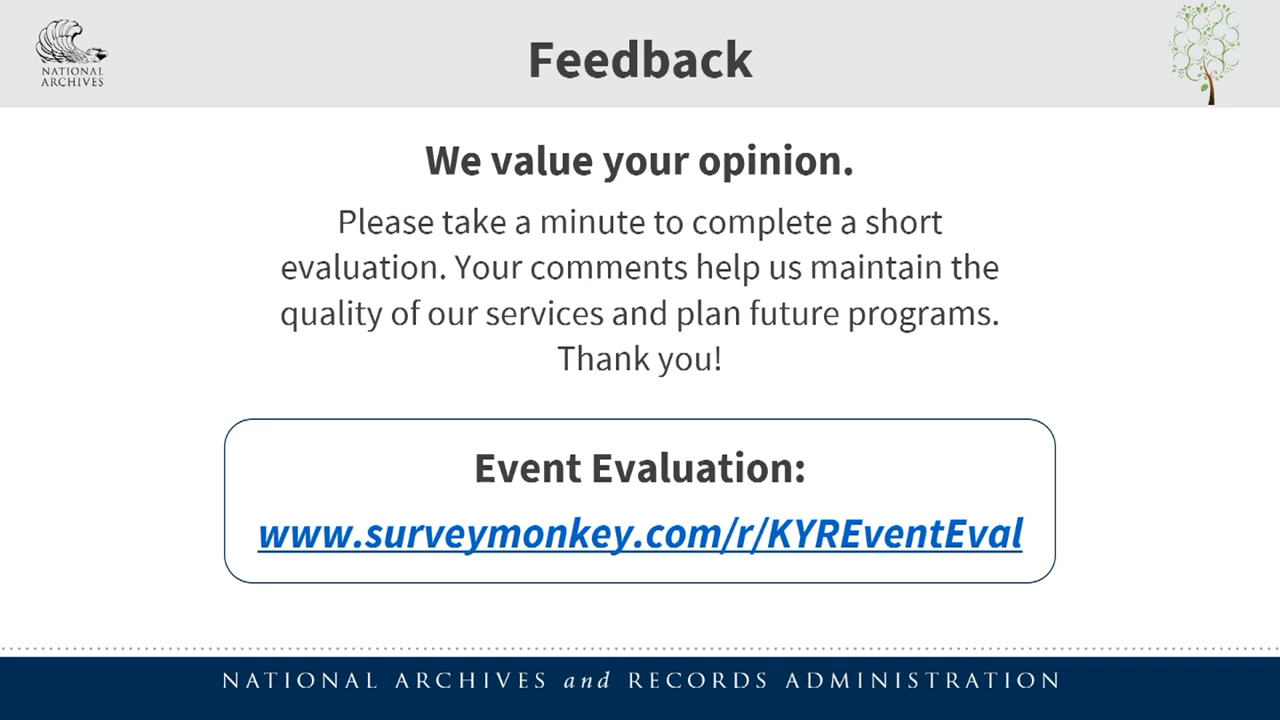 NATIONAL
ARCHIVES
Feedback
We value your opinion.
Please take a minute to complete a short
evaluation. Your comments help us maintain the
quality of our services and plan future programs.
Thank you!
Event Evaluation:
www.surveymonkey.com/r/KYREventEval
NATIONAL ARCHIVES and RECORDS ADMINISTRATION